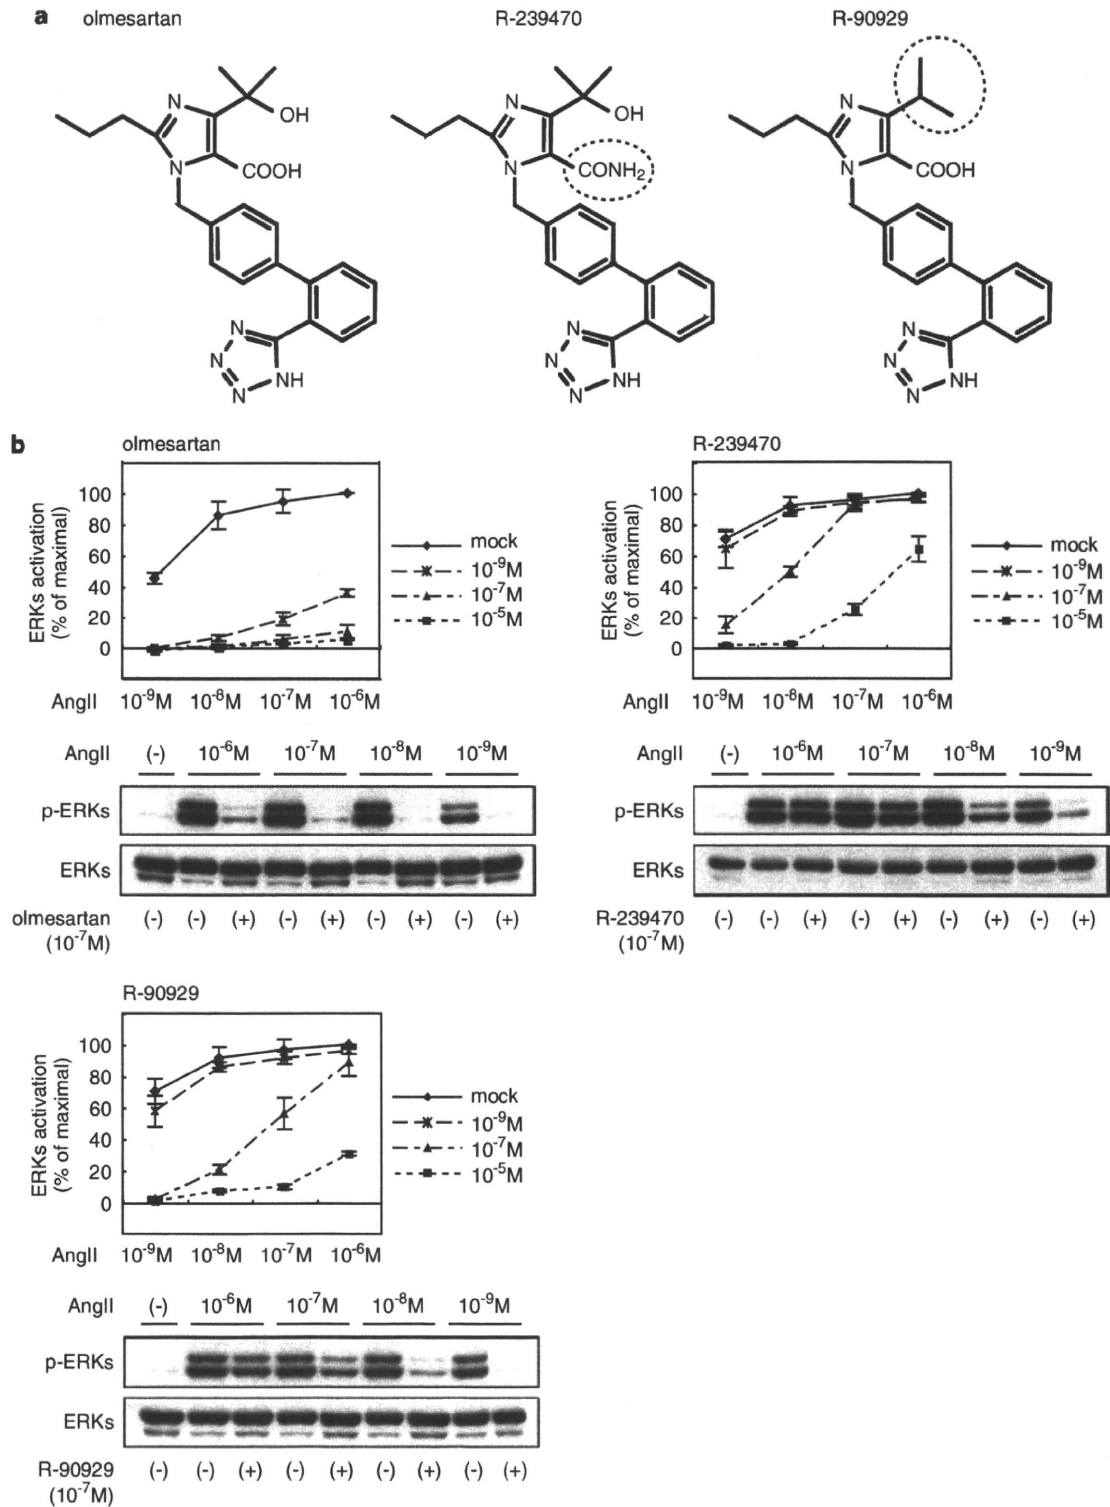 a olmesartan R-239470 R-90929
N OH N OH N
N COOH N CONH₂ N COOH
N N NH N N N NH N N N NH N
b olmesartan
ERKs activation
(% of maximal)
100
80
60
40
20
0
mock
10⁻⁹M
10⁻⁷M
10⁻⁵M
AngII 10⁻⁹M 10⁻⁸M 10⁻⁷M 10⁻⁶M
AngII (-) 10⁻⁶M 10⁻⁷M 10⁻⁸M 10⁻⁹M
p-ERKs
ERKs
olmesartan (-) (-) (+) (-) (+) (-) (+) (-) (+)
(10⁻⁷M)
R-239470
ERKs activation
(% of maximal)
100
80
60
40
20
0
mock
10⁻⁹M
10⁻⁷M
10⁻⁵M
AngII 10⁻⁹M 10⁻⁸M 10⁻⁷M 10⁻⁶M
AngII (-) 10⁻⁶M 10⁻⁷M 10⁻⁸M 10⁻⁹M
p-ERKs
ERKs
R-239470 (-) (-) (+) (-) (+) (-) (+) (-) (+)
(10⁻⁷M)
R-90929
ERKs activation
(% of maximal)
100
80
60
40
20
0
mock
10⁻⁹M
10⁻⁷M
10⁻⁵M
AngII 10⁻⁹M 10⁻⁸M 10⁻⁷M 10⁻⁶M
AngII (-) 10⁻⁶M 10⁻⁷M 10⁻⁸M 10⁻⁹M
p-ERKs
ERKs
R-90929 (-) (-) (+) (-) (+) (-) (+) (-) (+)
(10⁻⁷M)